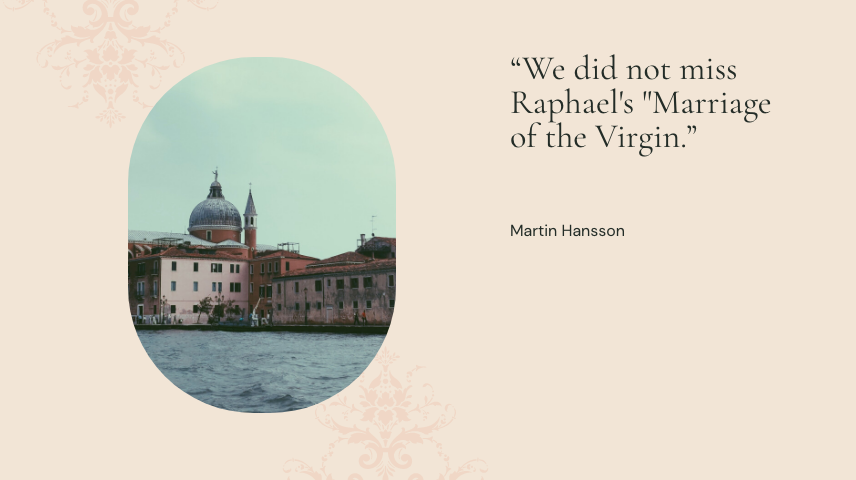 “We did not miss
Raphael's "Marriage
of the Virgin.”
Martin Hansson